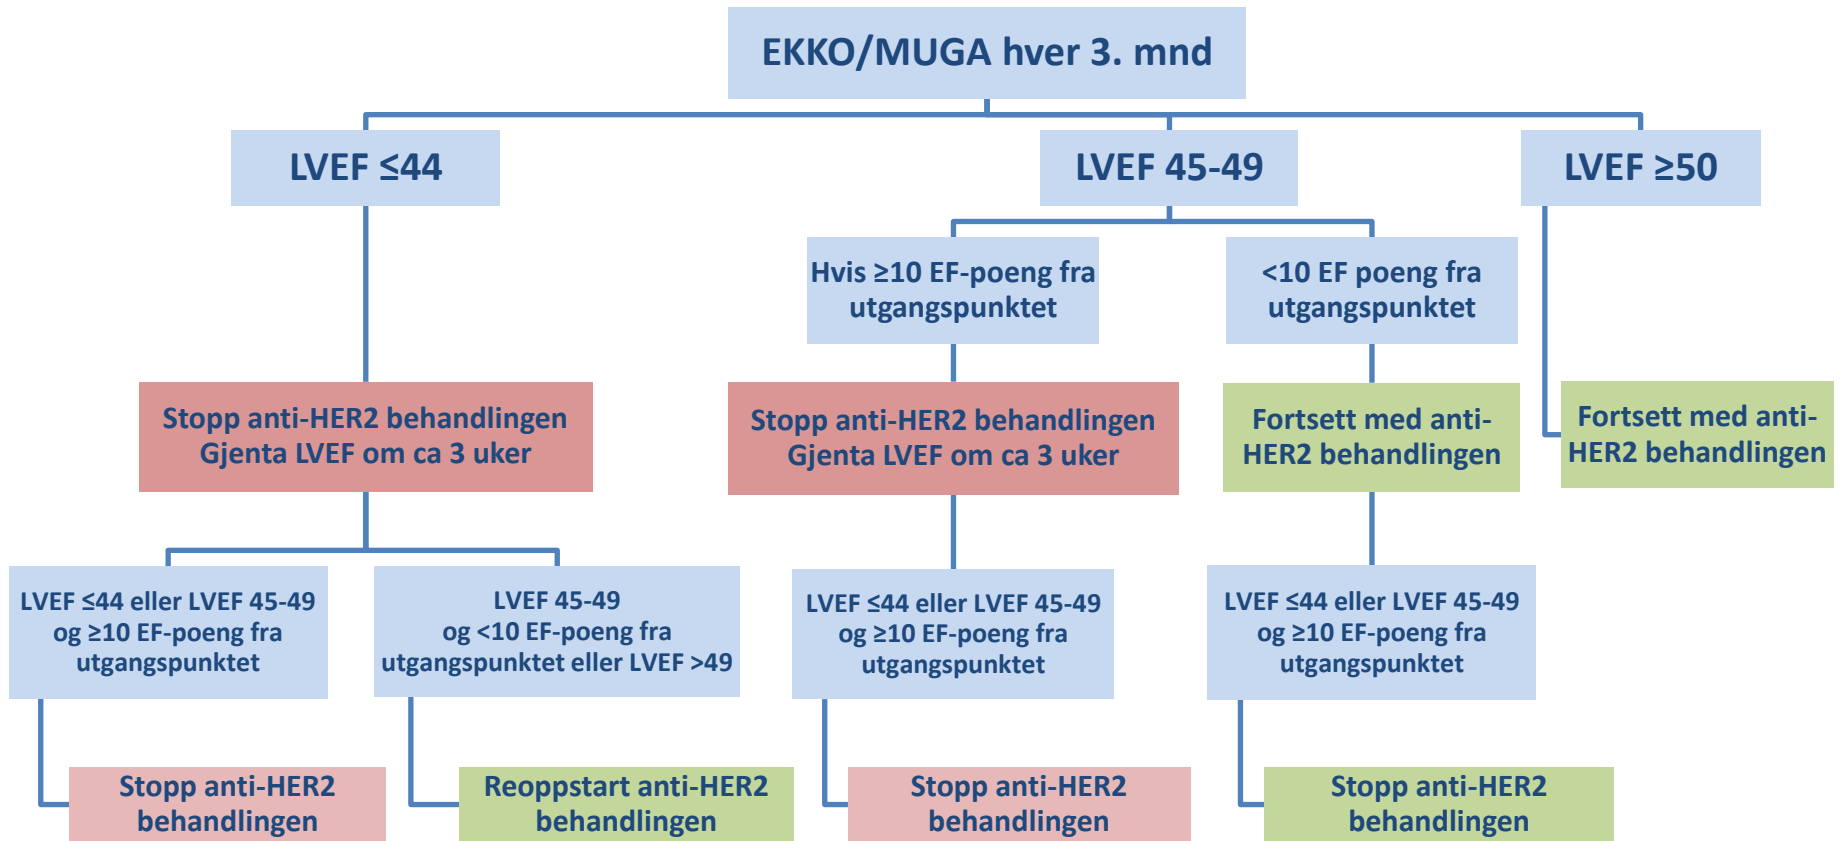 EKKO/MUGA hver 3. mnd
LVEF ≤44
LVEF 45-49
LVEF ≥50
Hvis ≥10 EF-poeng fra
utgangspunktet
<10 EF poeng fra
utgangspunktet
Stopp anti-HER2 behandlingen
Gjenta LVEF om ca 3 uker
Stopp anti-HER2 behandlingen
Gjenta LVEF om ca 3 uker
Fortsett med anti-
HER2 behandlingen
Fortsett med anti-
HER2 behandlingen
LVEF ≤44 eller LVEF 45-49
og ≥10 EF-poeng fra
utgangspunktet
LVEF 45-49
og <10 EF-poeng fra
utgangspunktet eller LVEF >49
LVEF ≤44 eller LVEF 45-49
og ≥10 EF-poeng fra
utgangspunktet
LVEF ≤44 eller LVEF 45-49
og ≥10 EF-poeng fra
utgangspunktet
Stopp anti-HER2
behandlingen
Reoppstart anti-HER2
behandlingen
Stopp anti-HER2
behandlingen
Stopp anti-HER2
behandlingen